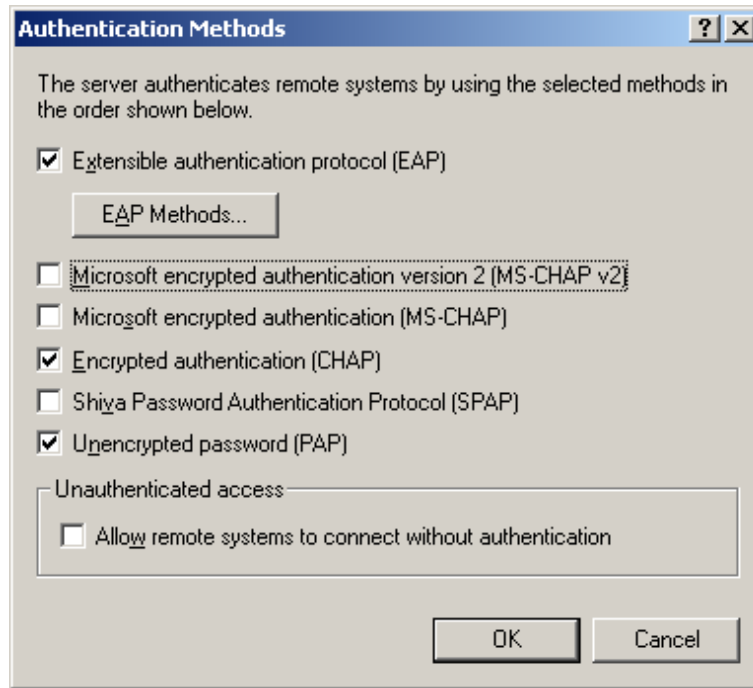 Authentication Methods
The server authenticates remote systems by using the selected methods in
the order shown below.
Extensible authentication protocol (EAP)
EAP Methods...
Microsoft encrypted authentication version 2 (MS-CHAP v2)
Microsoft encrypted authentication (MS-CHAP)
Encrypted authentication (CHAP)
Shiva Password Authentication Protocol (SPAP)
Unencrypted password (PAP)
Unauthenticated access
Allow remote systems to connect without authentication
OK Cancel